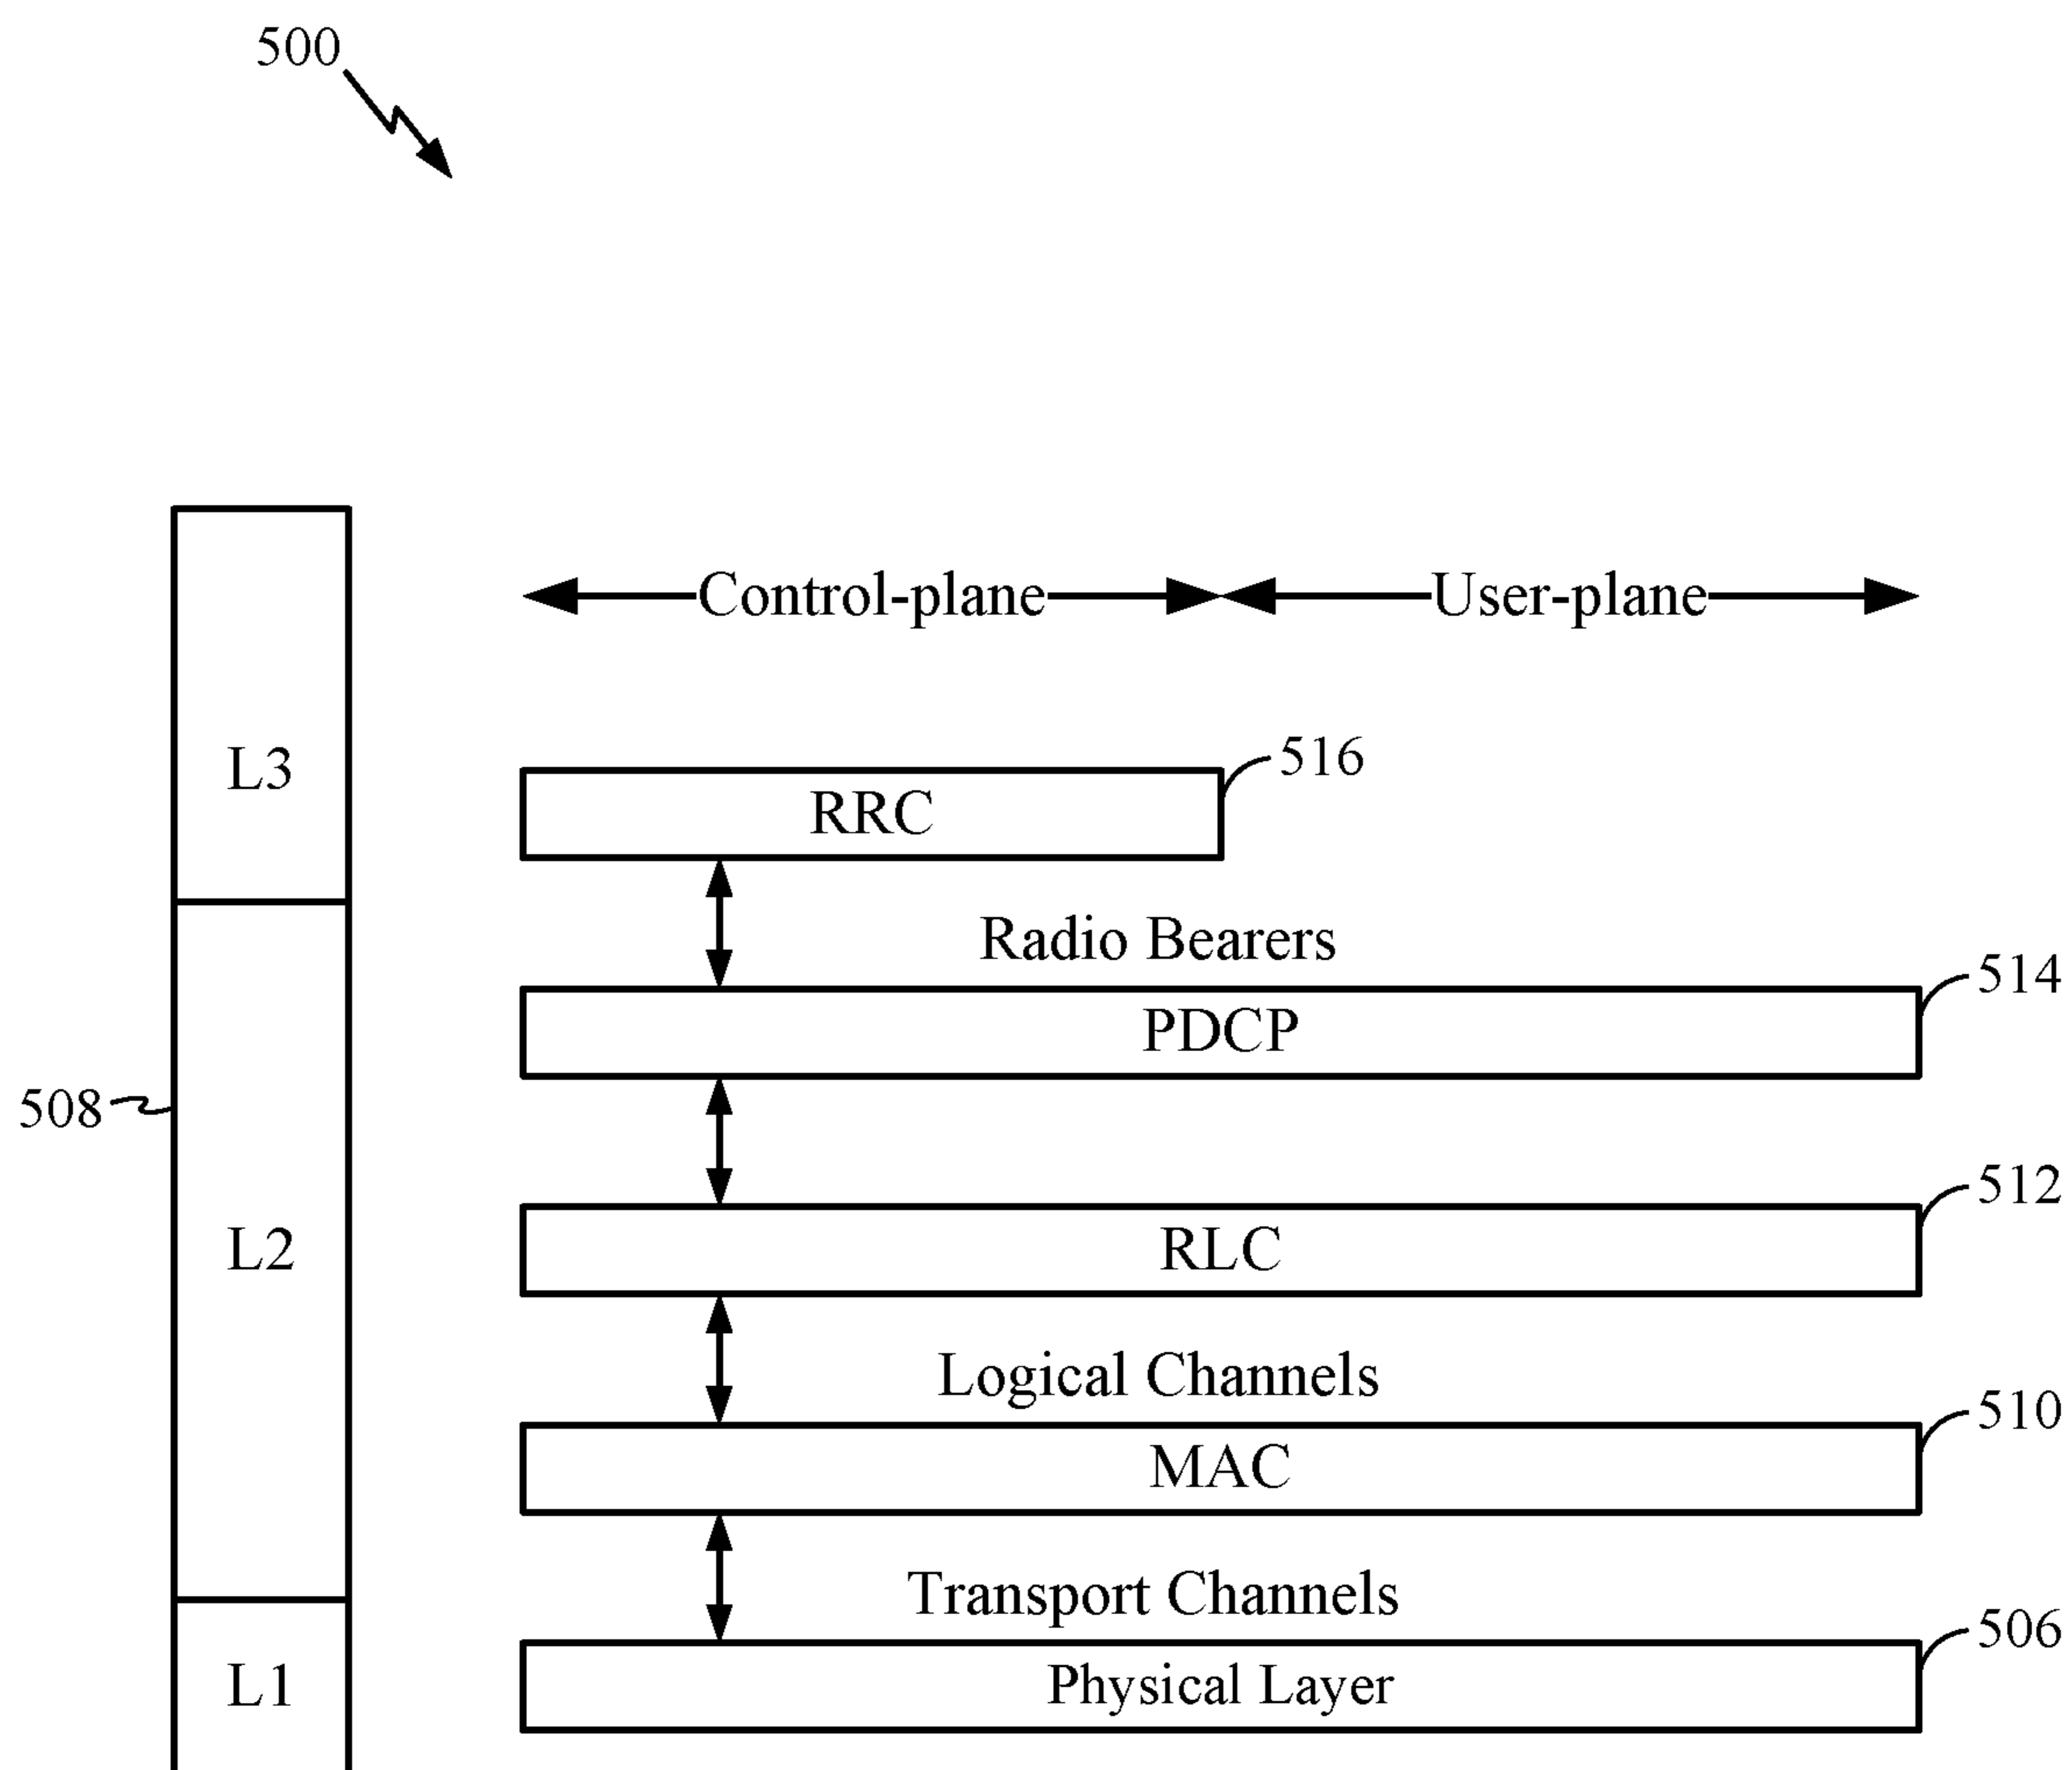 500
Control-plane User-plane
L3
516
RRC
Radio Bearers
514
PDCP
508
512
L2
RLC
Logical Channels
510
MAC
Transport Channels
506
L1
Physical Layer